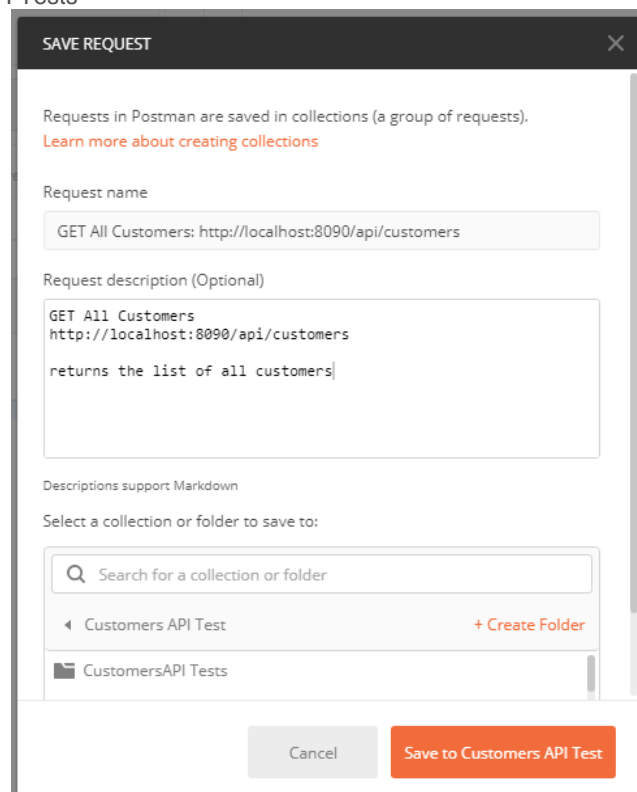 SAVE REQUEST
Requests in Postman are saved in collections (a group of requests).
Learn more about creating collections
Request name
GET All Customers: http://localhost:8090/api/customers
Request description (Optional)
GET All Customers
http://localhost:8090/api/customers
returns the list of all customers
Descriptions support Markdown
Select a collection or folder to save to:
Search for a collection or folder
Customers API Test + Create Folder
CustomersAPI Tests
Cancel Save to Customers API Test